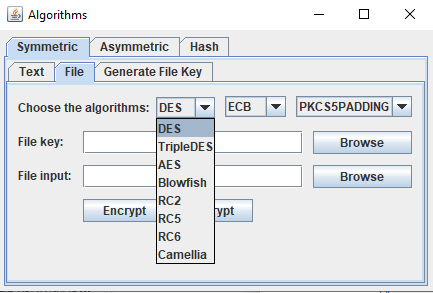 Algorithms
Symmetric Asymmetric Hash
Text File Generate File Key
Choose the algorithms: DES ECB PKCS5PADDING
DES
File key: TripleDES Browse
AES
File input: Blowfish Browse
RC2
Encrypt RC5 rypt
RC6
Camellia